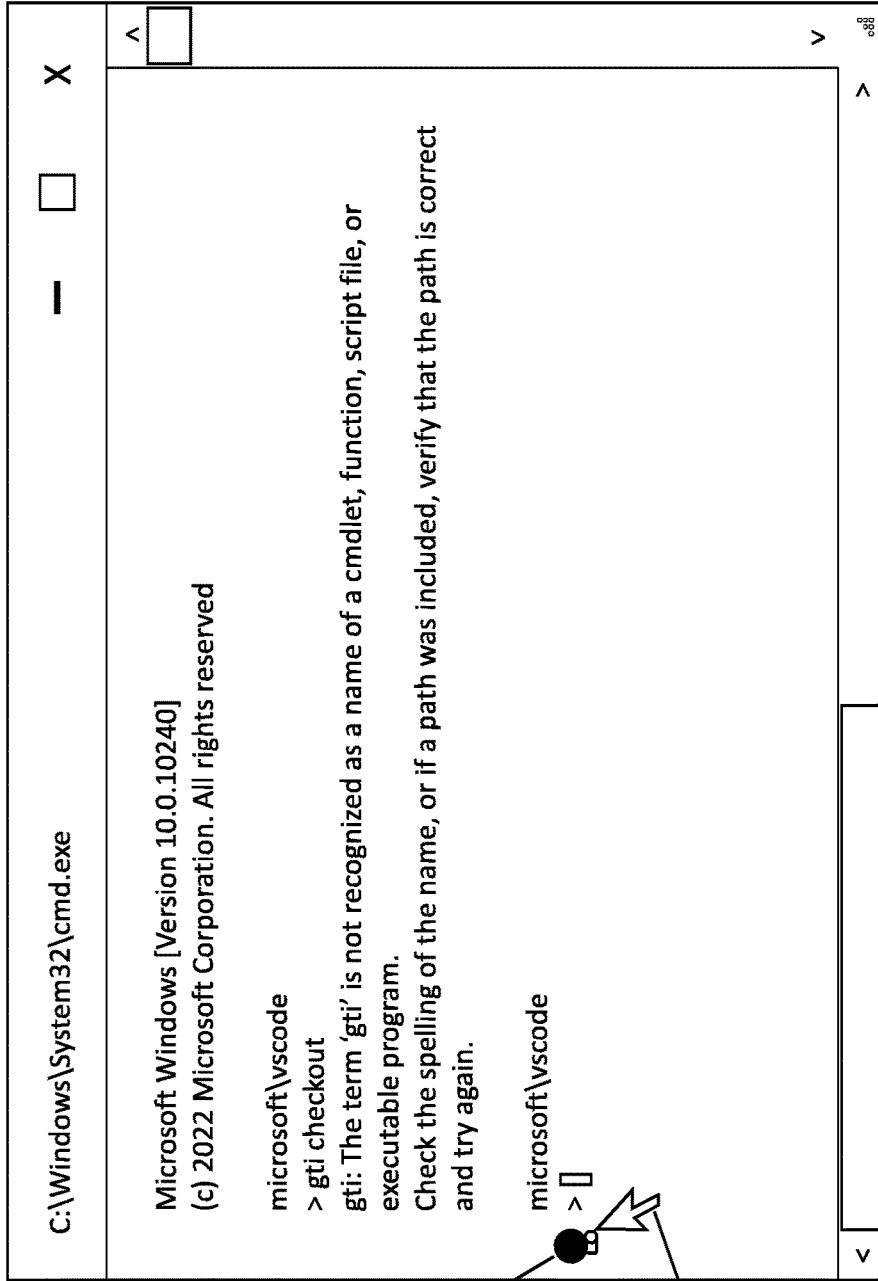 C:\Windows\System32\cmd.exe
Microsoft Windows [Version 10.0.10240]
(c) 2022 Microsoft Corporation. All rights reserved
microsoft\vscode
> gti checkout
gti: The term ‘gti’ is not recognized as a name of a cmdlet, function, script file, or
executable program.
Check the spelling of the name, or if a path was included, verify that the path is correct
and try again.
microsoft\vscode
>